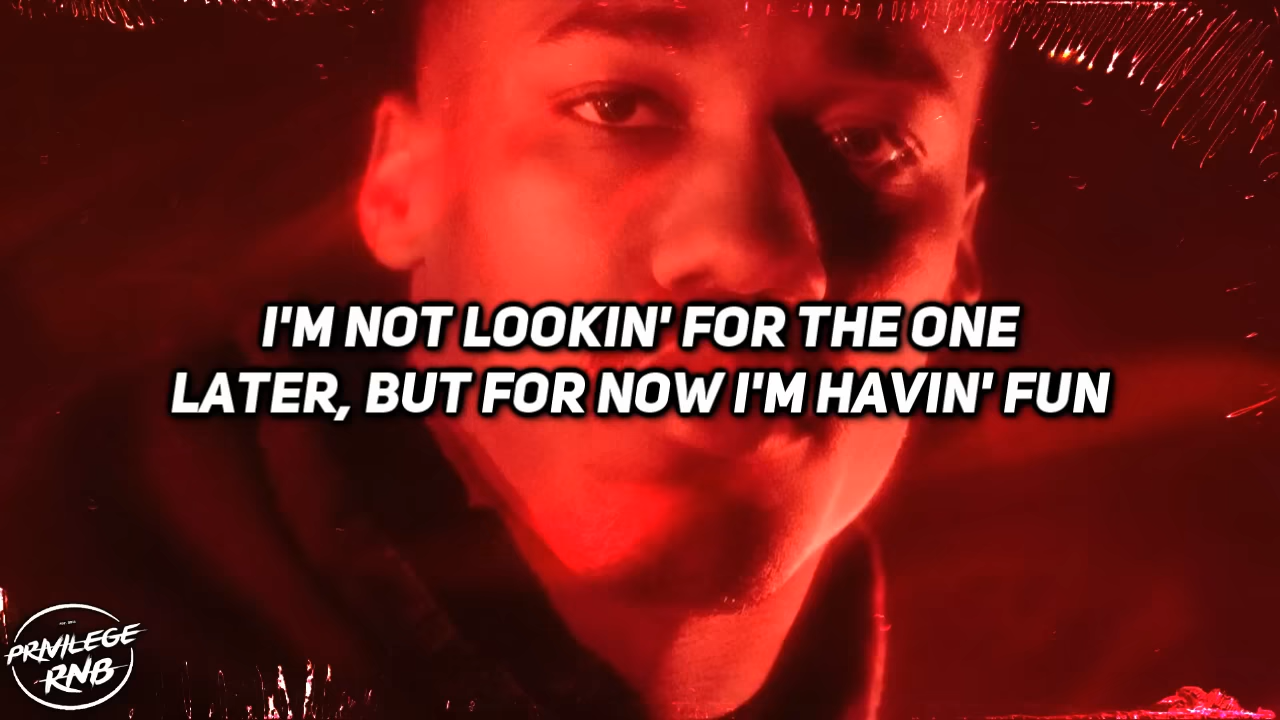 I'M NOT LOOKIN' FOR THE ONE
LATER, BUT FOR NOW I'M HAVIN' FUN
PRIVILEGE
RNB